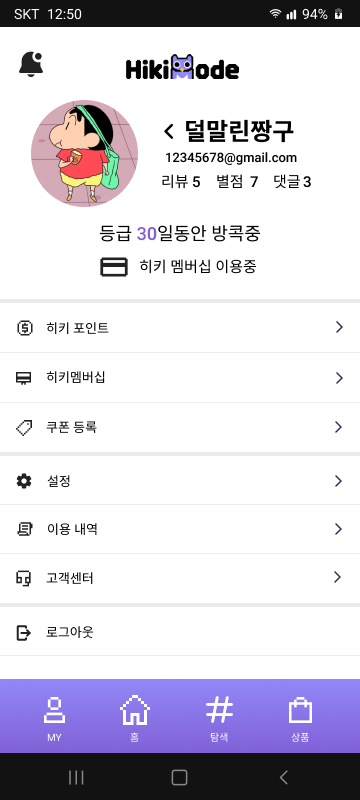 SKT 12:50 94%
HikiMode
덜말린짱구
12345678@gmail.com
리뷰 5 별점 7 댓글 3
등급 30일동안 방콕중
히키 멤버십 이용중
히키 포인트
히키멤버십
쿠폰 등록
설정
이용 내역
고객센터
로그아웃
MY 홈 탐색 상품